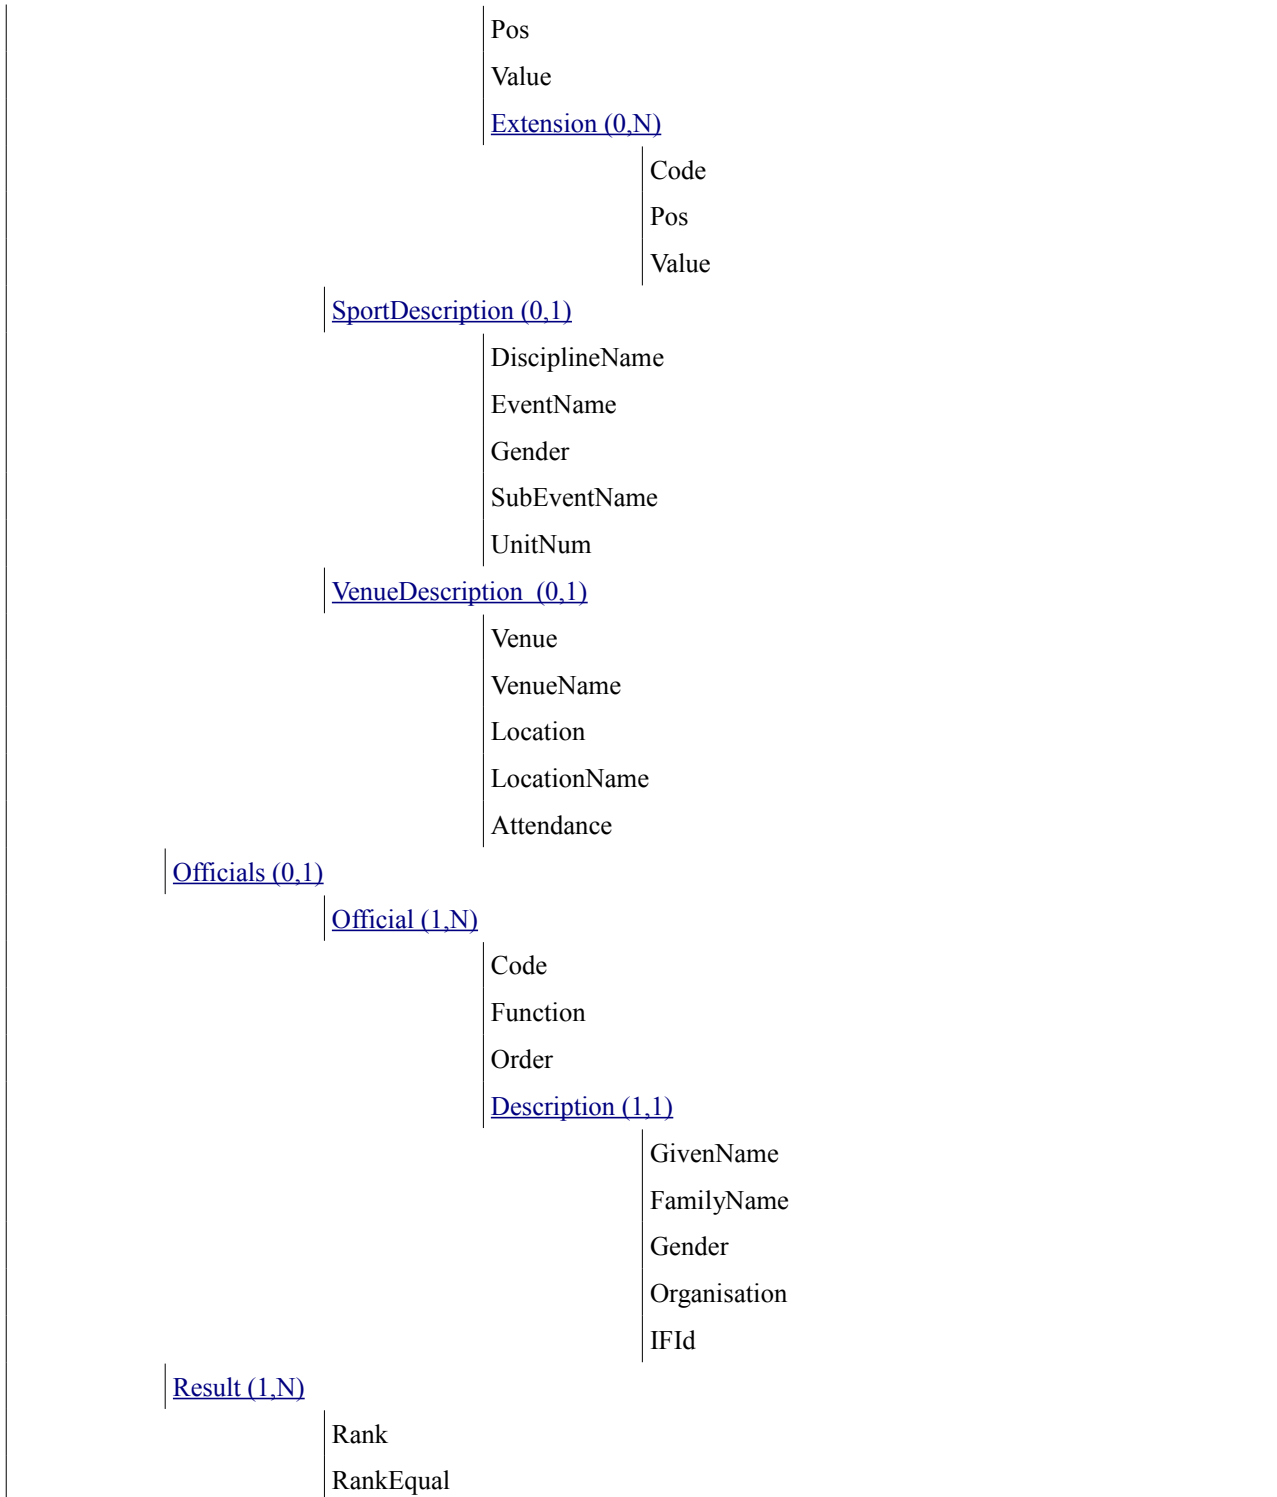 Pos
Value
Extension (0,N)
Code
Pos
Value
SportDescription (0,1)
DisciplineName
EventName
Gender
SubEventName
UnitNum
VenueDescription  (0,1)
Venue
VenueName
Location
LocationName
Attendance
Officials (0,1)
Official (1,N)
Code
Function
Order
Description (1,1)
GivenName
FamilyName
Gender
Organisation
IFId
Result (1,N)
Rank
RankEqual